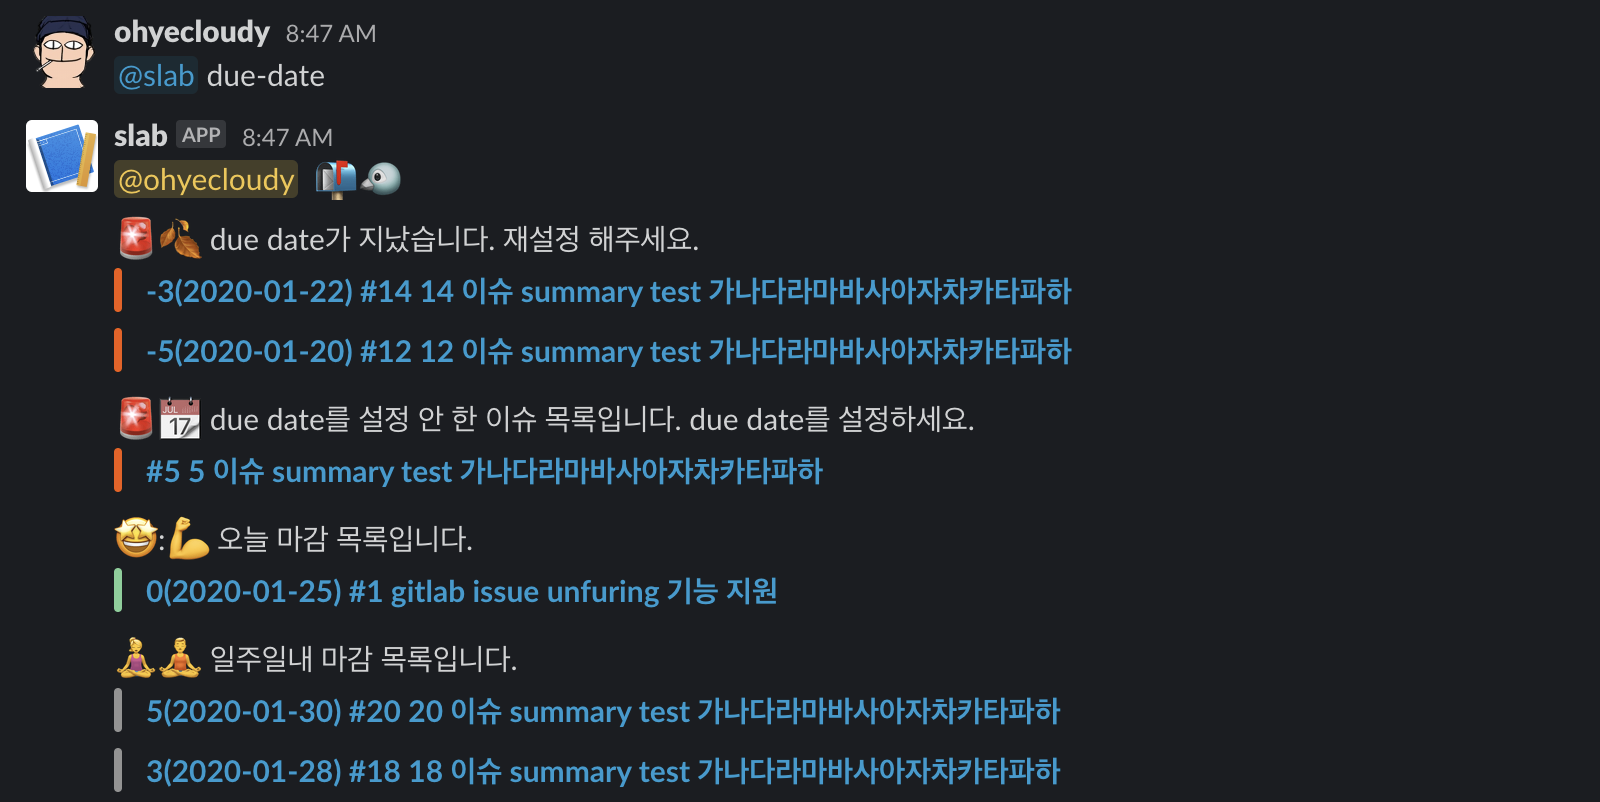 ohyecloudy 8:47 AM
@slab due-date
slab APP 8:47 AM
@ohyecloudy
due date가 지났습니다. 재설정 해주세요.
-3(2020-01-22) #14 14 이슈 summary test 가나다라마바사아자차카타파하
-5(2020-01-20) #12 12 이슈 summary test 가나다라마바사아자차카타파하
JUL
17
due date를 설정 안 한 이슈 목록입니다. due date를 설정하세요.
#5 5 이슈 summary test 가나다라마바사아자차카타파하
: 오늘 마감 목록입니다.
0(2020-01-25) #1 gitlab issue unfuring 기능 지원
일주일내 마감 목록입니다.
5(2020-01-30) #20 20 이슈 summary test 가나다라마바사아자차카타파하
3(2020-01-28) #18 18 이슈 summary test 가나다라마바사아자차카타파하